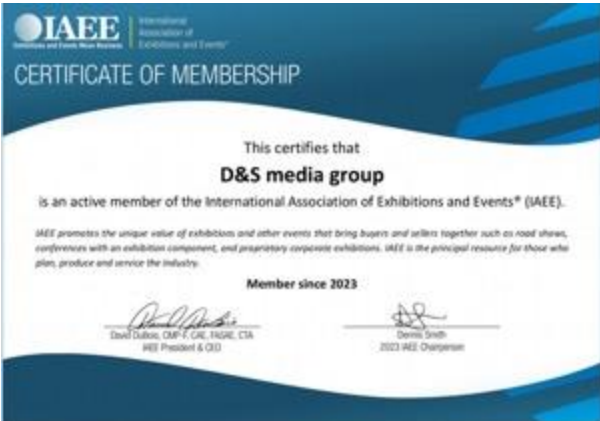 IAEE
International
Association of
Exhibitions and Events®
Exhibitions and Events Mean Business
CERTIFICATE OF MEMBERSHIP
This certifies that
D&S media group
is an active member of the International Association of Exhibitions and Events® (IAEE).
IAEE promotes the unique value of exhibitions and other events that bring buyers and sellers together such as road shows,
conferences with an exhibition component, and proprietary corporate exhibitions. IAEE is the principal resource for those who
plan, produce and service the industry.
Member since 2023
David DuBois, CMP-F, CAE, FASAE, CTA
IAEE President & CEO
Dennis Smith
2023 IAEE Chairperson